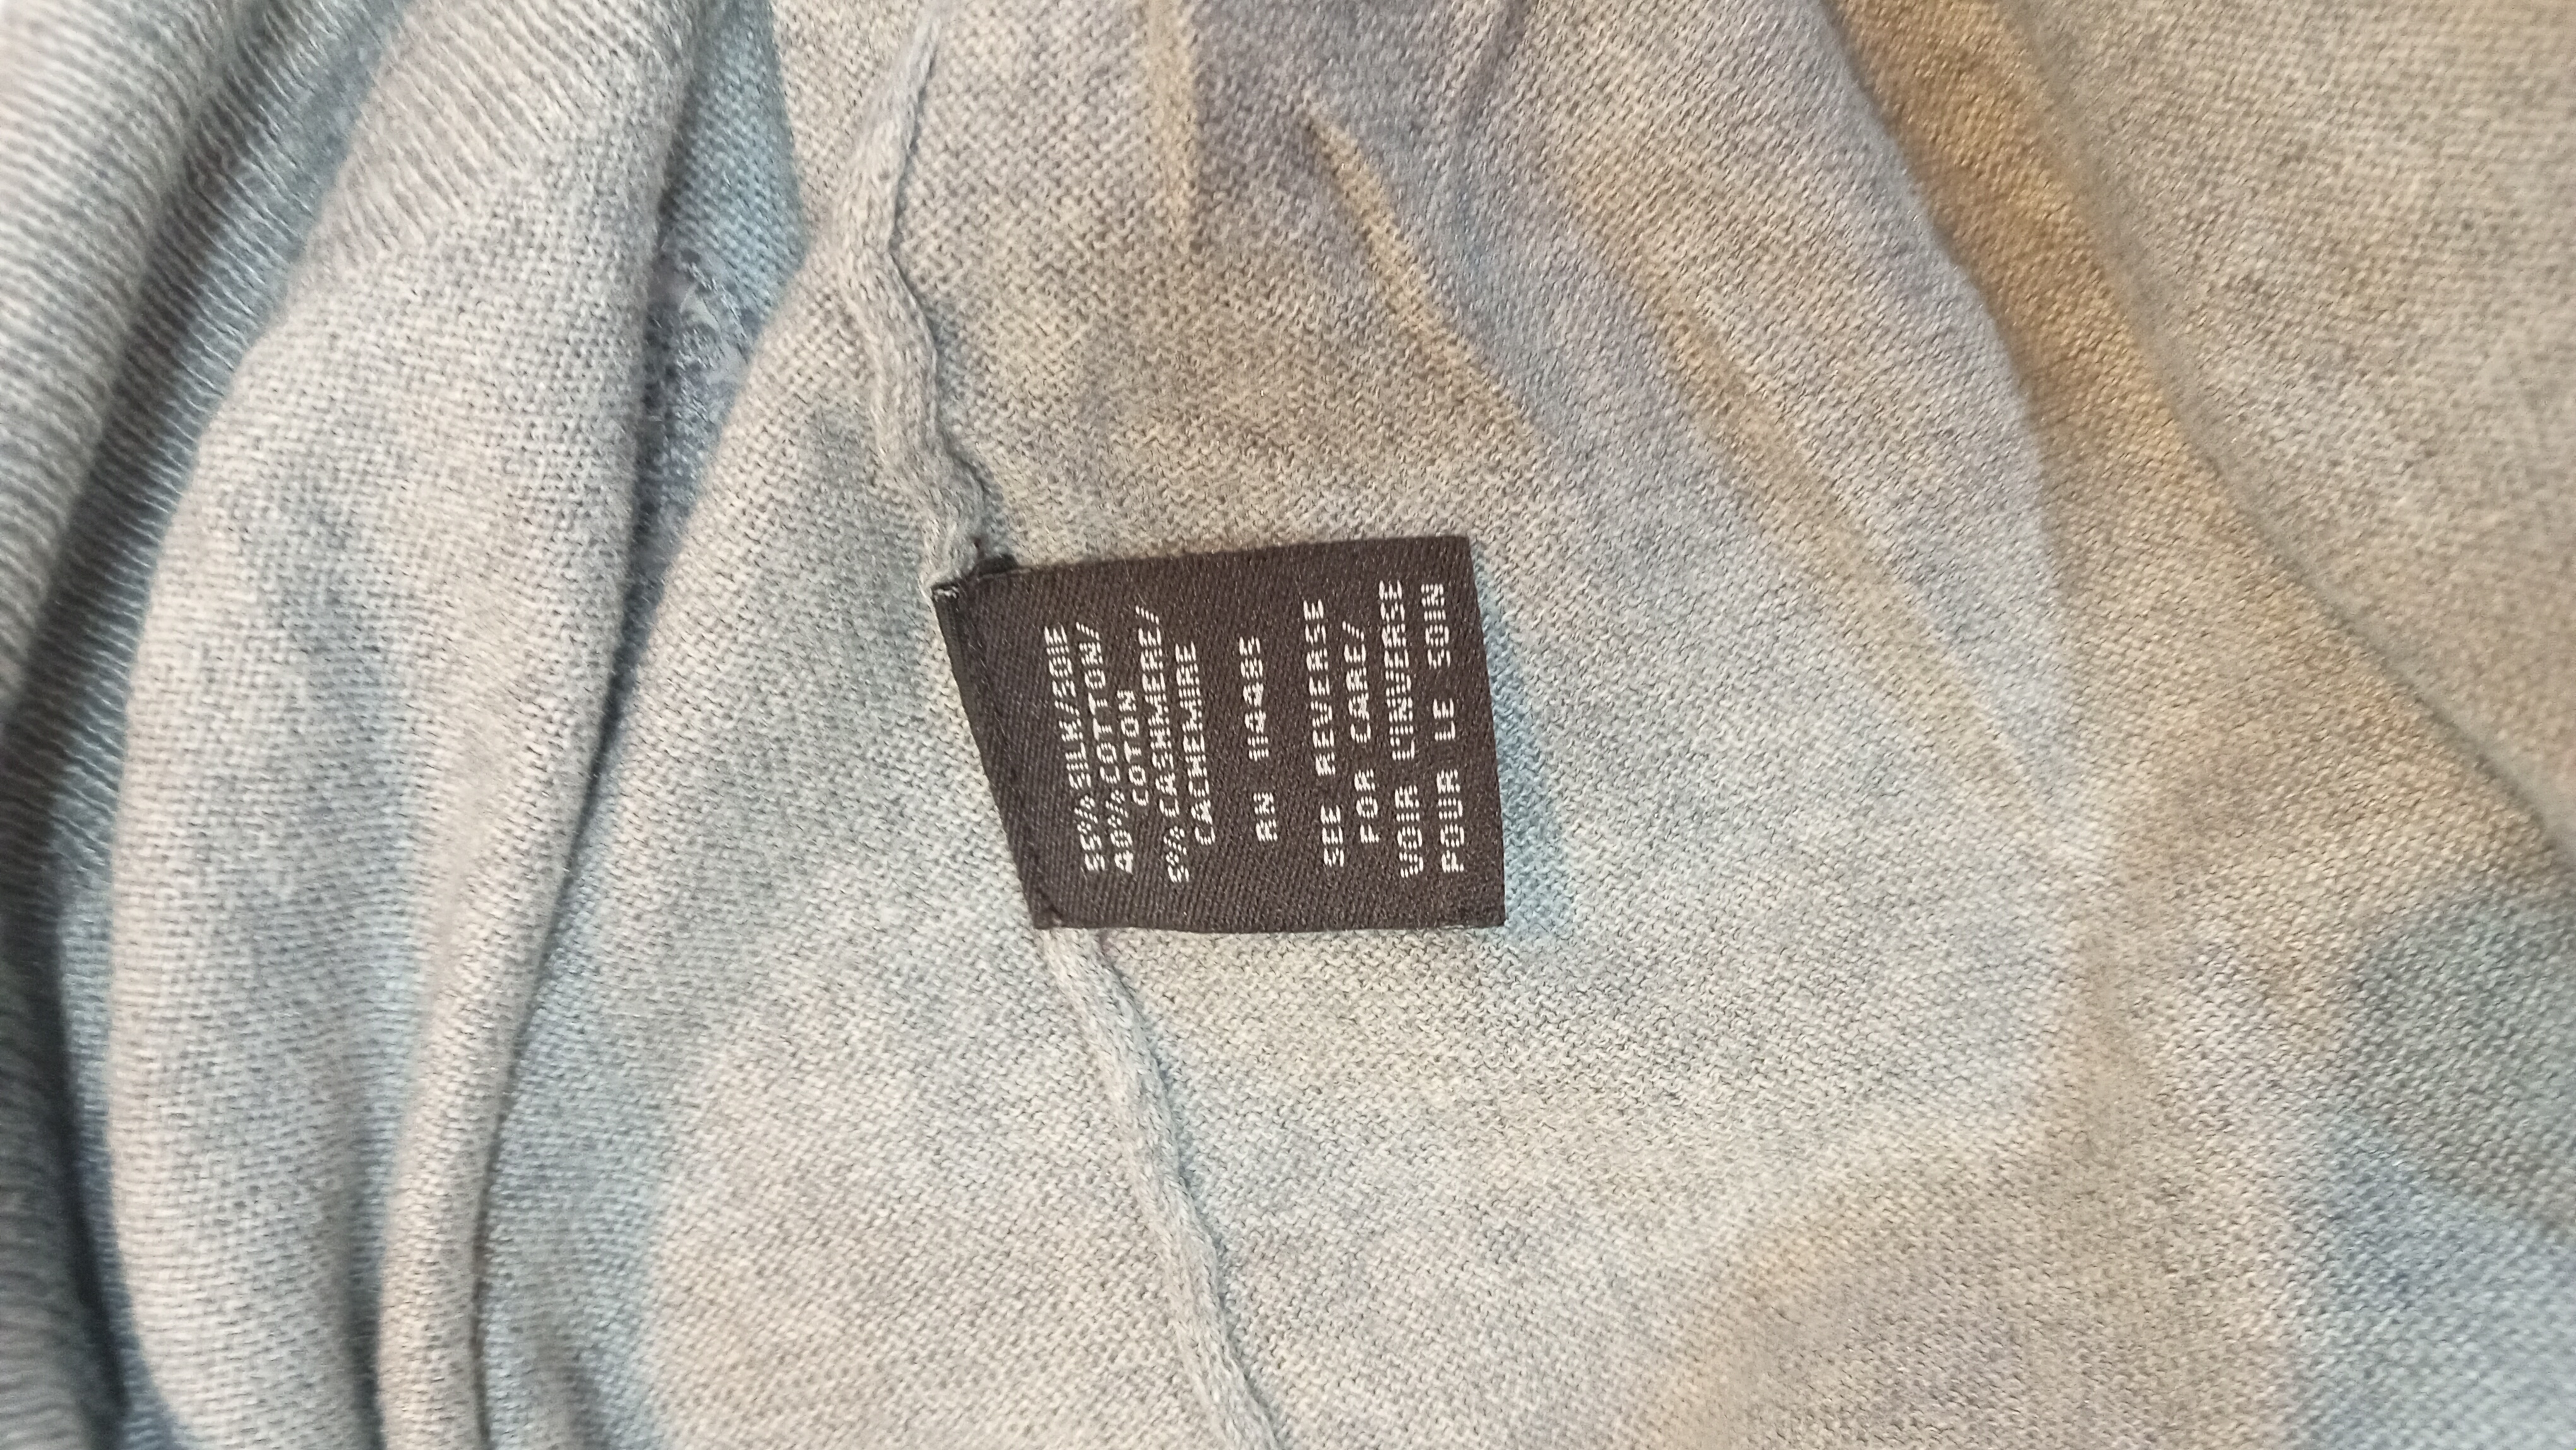 55% SILK/SOIE
40% COTTON/
COTON
5% CASHMERE/
CACHEMIRE
RN 11QQ85
SEE REVERSE
FOR CARE/
VOIR L'INVERSE
POUR LE SOIN